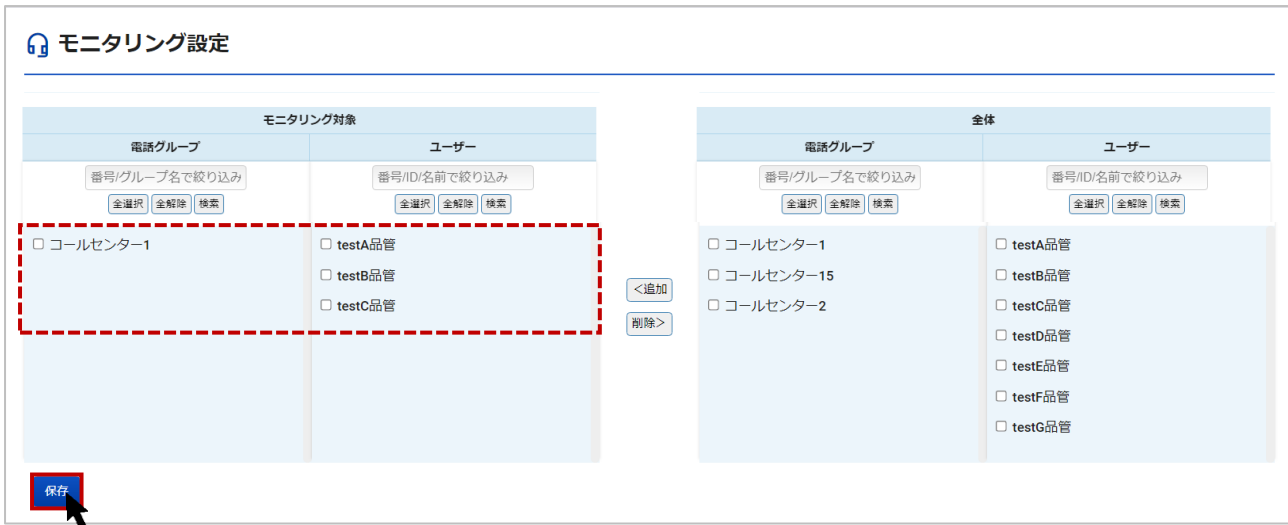 モニタリング設定
モニタリング対象
電話グループ ユーザー
番号/グループ名で絞り込み 番号/ID/名前で絞り込み
全選択 全解除 検索 全選択 全解除 検索
コールセンター1 testA品管
testB品管
testC品管
<追加
削除>
全体
電話グループ ユーザー
番号/グループ名で絞り込み 番号/ID/名前で絞り込み
全選択 全解除 検索 全選択 全解除 検索
コールセンター1 testA品管
コールセンター15 testB品管
コールセンター2 testC品管
testD品管
testE品管
testF品管
testG品管
保存